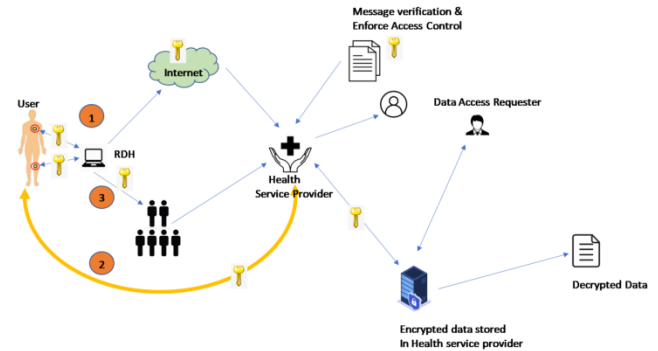 Message verification &
Enforce Access Control
Internet
User
1
Data Access Requester
RDH
Health
Service Provider
3
2
Decrypted Data
Encrypted data stored
In Health service provider